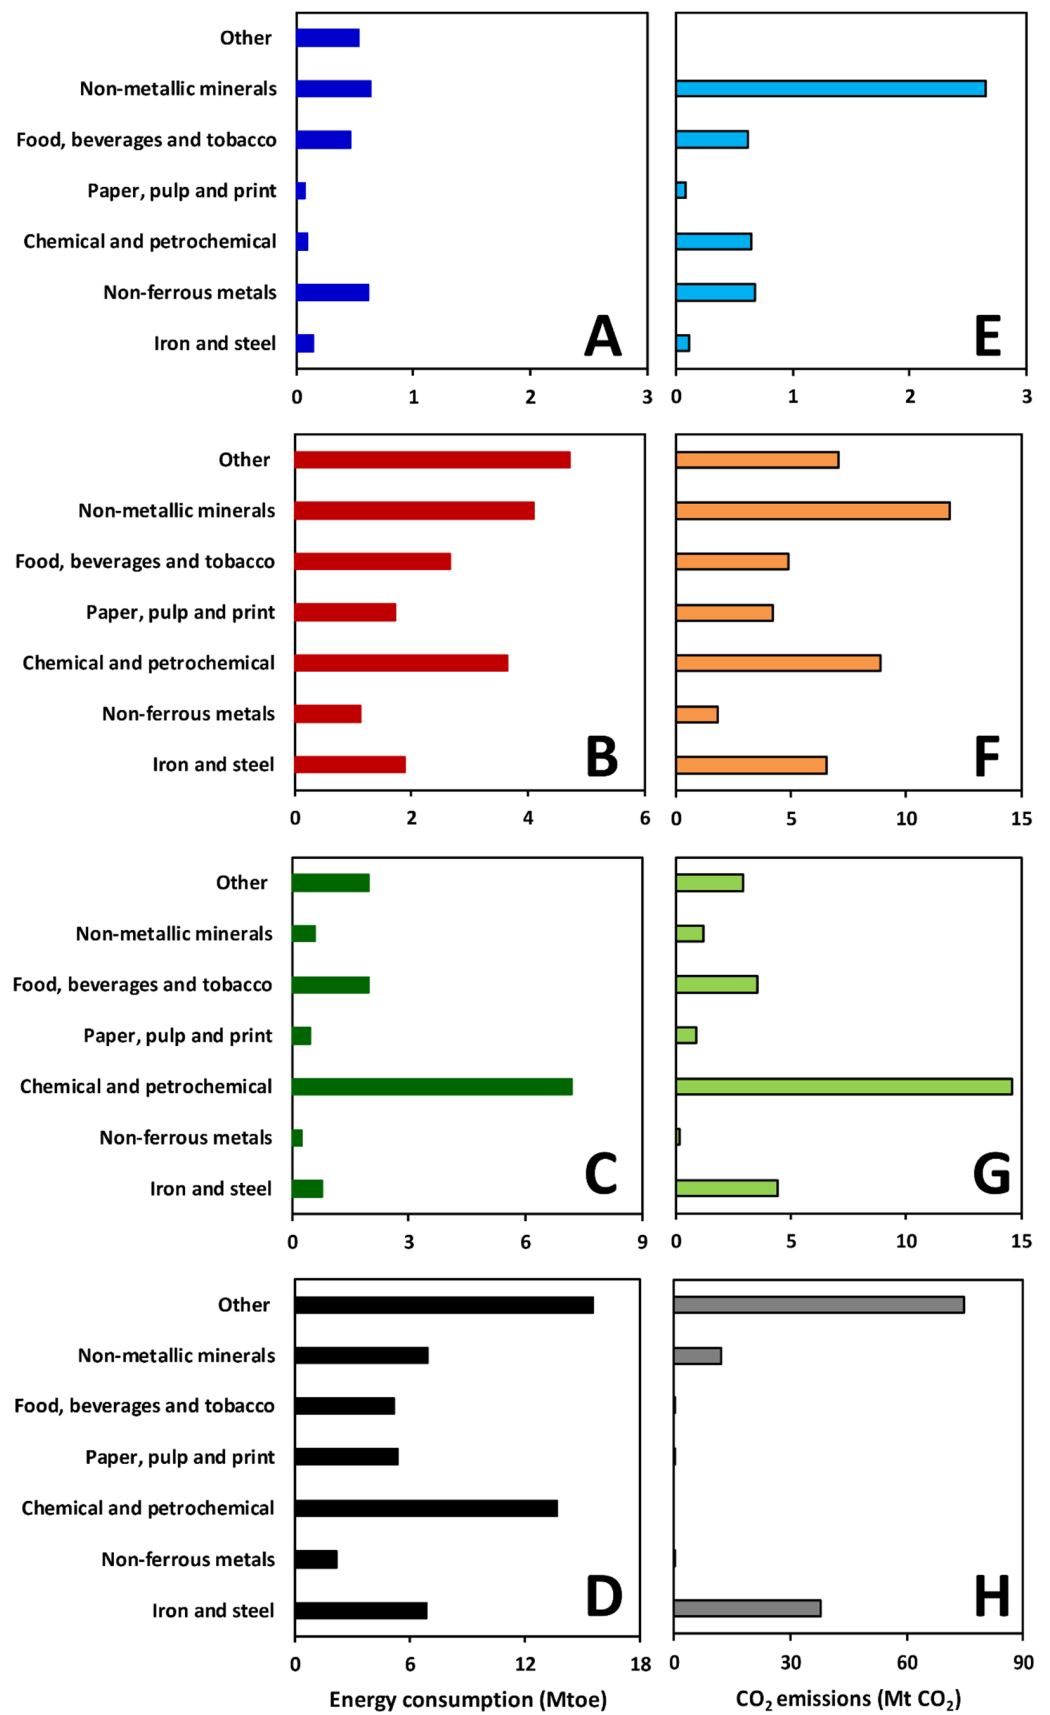 Other
Non-metallic minerals
Food, beverages and tobacco
Paper, pulp and print
Chemical and petrochemical
Non-ferrous metals
Iron and steel
A
E
0 1 2 3
0 1 2 3
Other
Non-metallic minerals
Food, beverages and tobacco
Paper, pulp and print
Chemical and petrochemical
Non-ferrous metals
Iron and steel
B
F
0 2 4 6
0 5 10 15
Other
Non-metallic minerals
Food, beverages and tobacco
Paper, pulp and print
Chemical and petrochemical
Non-ferrous metals
Iron and steel
C
G
0 3 6 9
0 5 10 15
Other
Non-metallic minerals
Food, beverages and tobacco
Paper, pulp and print
Chemical and petrochemical
Non-ferrous metals
Iron and steel
D
H
0 6 12 18
0 30 60 90
Energy consumption (Mtoe)
CO₂ emissions (Mt CO₂)